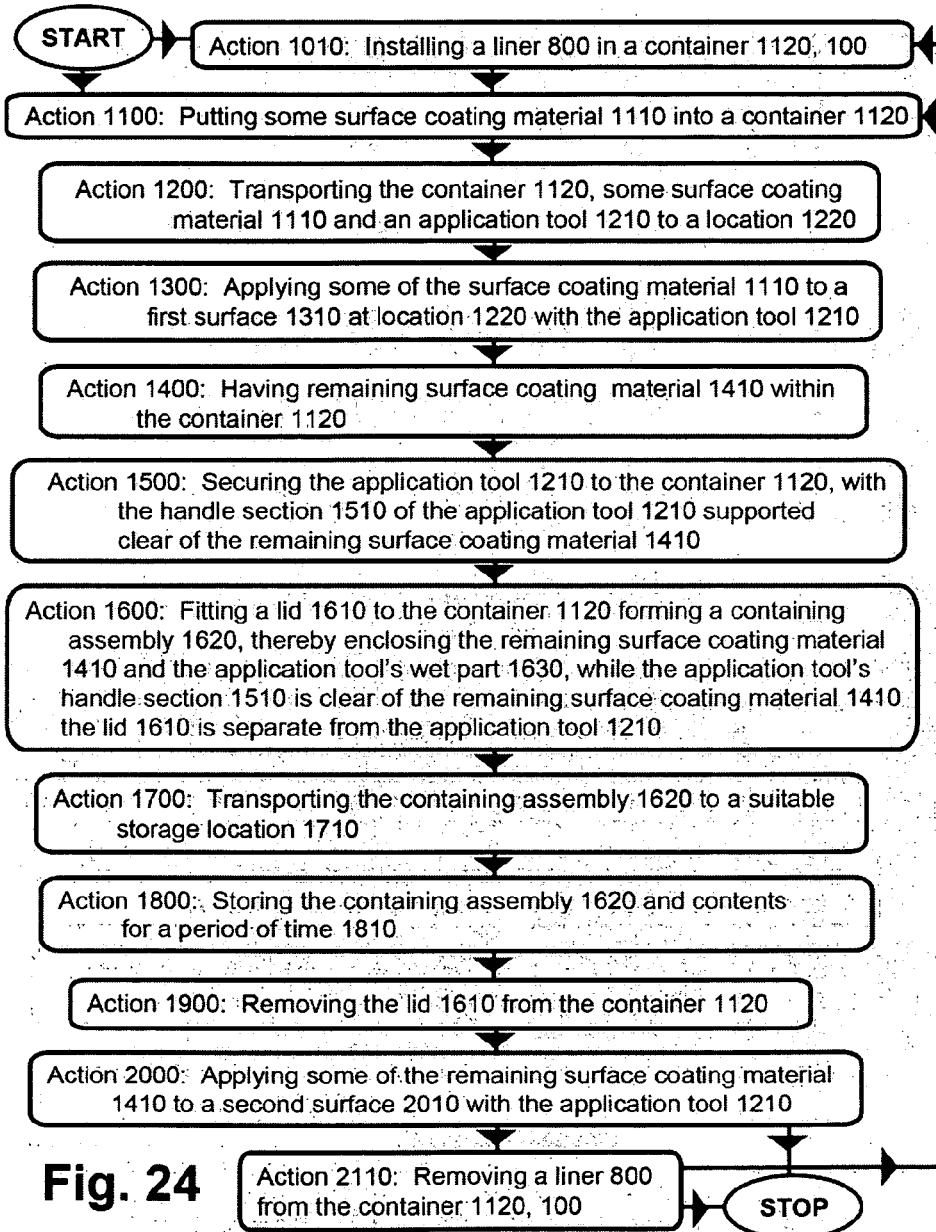 START
Action 1010: Installing a liner 800 in a container 1120, 100
Action 1100: Putting some surface coating material 1110 into a container 1120
Action 1200: Transporting the container 1120, some surface coating
material 1110 and an application tool 1210 to a location 1220
Action 1300: Applying some of the surface coating material 1110 to a
first surface 1310 at location 1220 with the application tool 1210
Action 1400: Having remaining surface coating material 1410 within
the container 1120
Action 1500: Securing the application tool 1210 to the container 1120, with
the handle section 1510 of the application tool 1210 supported
clear of the remaining surface coating material 1410
Action 1600: Fitting a lid 1610 to the container 1120 forming a containing
assembly 1620, thereby enclosing the remaining surface coating material
1410 and the application tool's wet part 1630, while the application tool's
handle section 1510 is clear of the remaining surface coating material 1410
the lid 1610 is separate from the application tool 1210
Action 1700: Transporting the containing assembly 1620 to a suitable
storage location 1710
Action 1800: Storing the containing assembly 1620 and contents
for a period of time 1810
Action 1900: Removing the lid 1610 from the container 1120
Action 2000: Applying some of the remaining surface coating material
1410 to a second surface 2010 with the application tool 1210
Fig. 24
Action 2110: Removing a liner 800
from the container 1120, 100
STOP